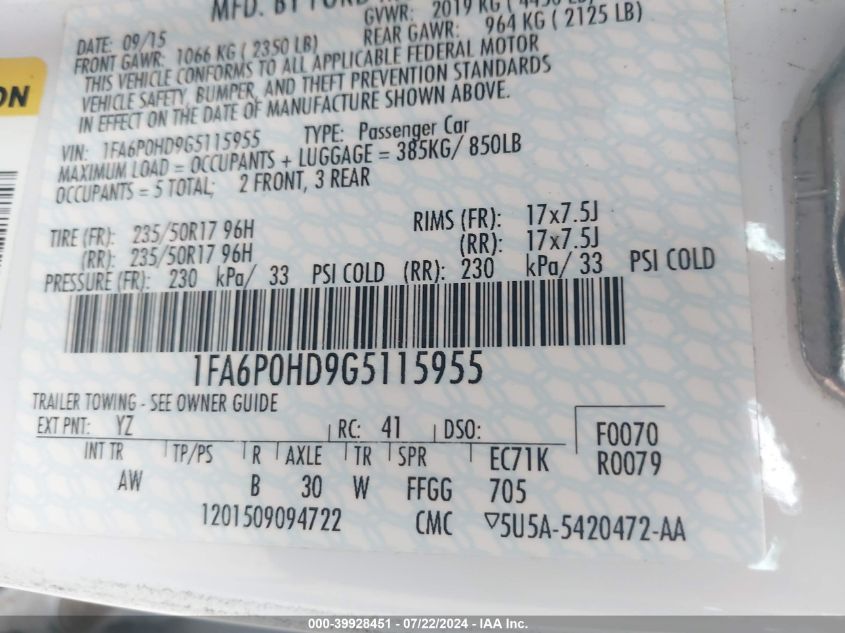 MFD. BY FORD
DATE: 09/15 GVWR: 2019 KG
FRONT GAWR: 1066 KG ( 2350 LB) REAR GAWR: 964 KG ( 2125 LB)
THIS VEHICLE CONFORMS TO ALL APPLICABLE FEDERAL MOTOR
VEHICLE SAFETY, BUMPER, AND THEFT PREVENTION STANDARDS
IN EFFECT ON THE DATE OF MANUFACTURE SHOWN ABOVE.
VIN: 1FA6P0HD9G5115955 TYPE: Passenger Car
MAXIMUM LOAD = OCCUPANTS + LUGGAGE = 385KG/ 850LB
OCCUPANTS = 5 TOTAL; 2 FRONT, 3 REAR
TIRE (FR): 235/50R17 96H RIMS (FR): 17x7.5J
(RR): 235/50R17 96H (RR): 17x7.5J
PRESSURE (FR): 230 kPa/ 33 PSI COLD (RR): 230 kPa/ 33 PSI COLD
1FA6P0HD9G5115955
TRAILER TOWING - SEE OWNER GUIDE
EXT PNT: YZ RC: 41 DSO: F0070
INT TR TP/PS R AXLE TR SPR EC71K R0079
AW B 30 W FFGG 705
1201509094722 CMC ▽5U5A-5420472-AA
ON
000-39928451 - 07/22/2024 - IAA Inc.